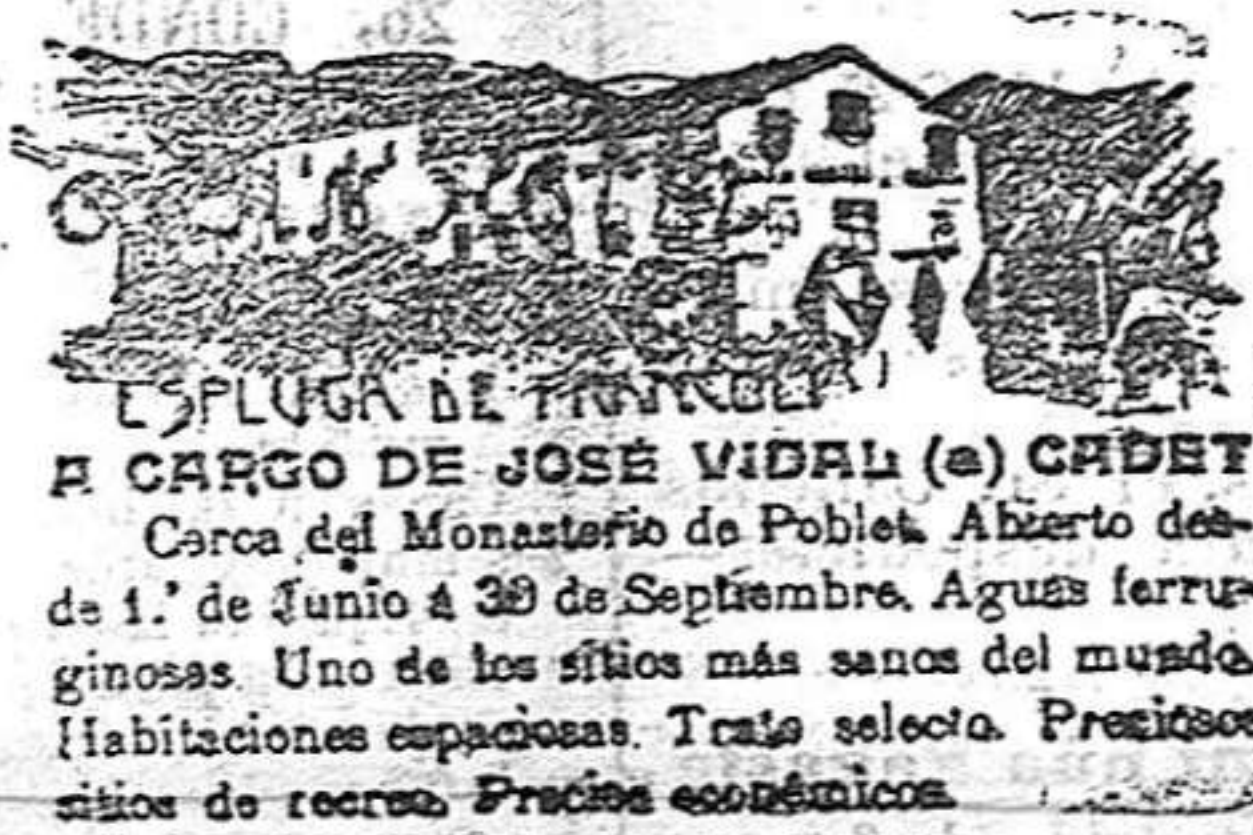 ESPLUGA DE FRANCOLÍ
A CARGO DE JOSÉ VIDAL (a) CADET
Cerca del Monasterio de Poblet. Abierto des-
de 1.º de Junio á 30 de Septiembre. Aguas ferru-
ginosas. Uno de los sitios más sanos del mundo.
Habitaciones espaciosas. Trato selecto. Preciosos
sitios de recreo. Precios económicos.